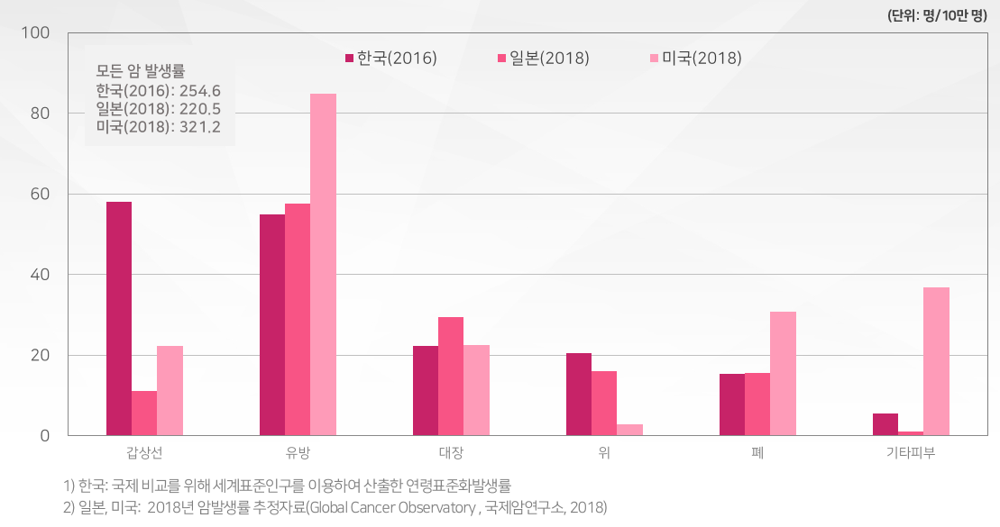 (단위: 명/10만 명)
한국(2016) 일본(2018) 미국(2018)
모든 암 발생률
한국(2016): 254.6
일본(2018): 220.5
미국(2018): 321.2
100
80
60
40
20
0
갑상선 유방 대장 위 폐 기타피부
1) 한국: 국제 비교를 위해 세계표준인구를 이용하여 산출한 연령표준화발생률
2) 일본, 미국: 2018년 암발생률 추정자료(Global Cancer Observatory , 국제암연구소, 2018)